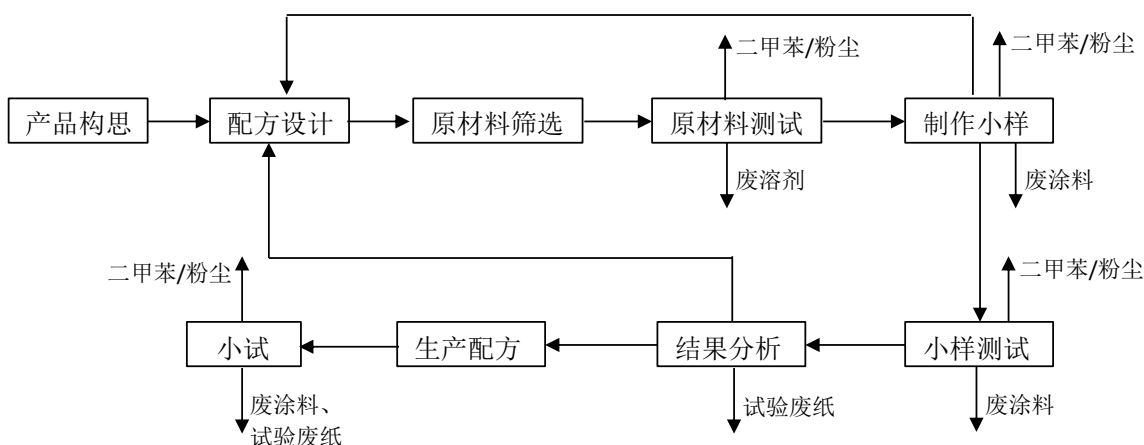 二甲苯/粉尘
二甲苯/粉尘
产品构思
配方设计
原材料筛选
原材料测试
制作小样
废溶剂
废涂料
二甲苯/粉尘
二甲苯/粉尘
小试
生产配方
结果分析
小样测试
废涂料、
试验废纸
试验废纸
废涂料